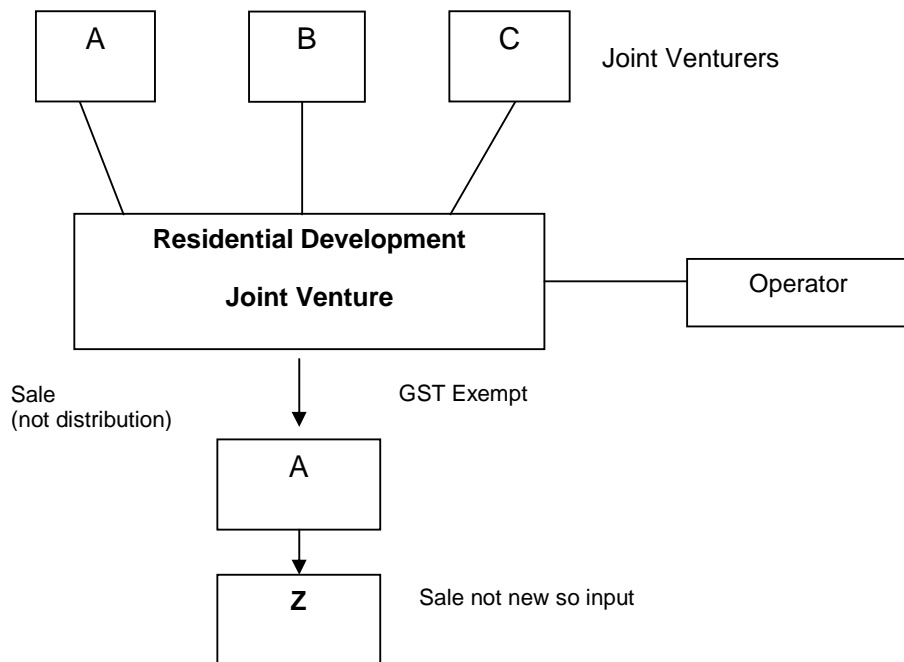 A
B
C
Joint Venturers
Residential Development
Joint Venture
Operator
Sale
(not distribution)
GST Exempt
A
Z
Sale not new so input